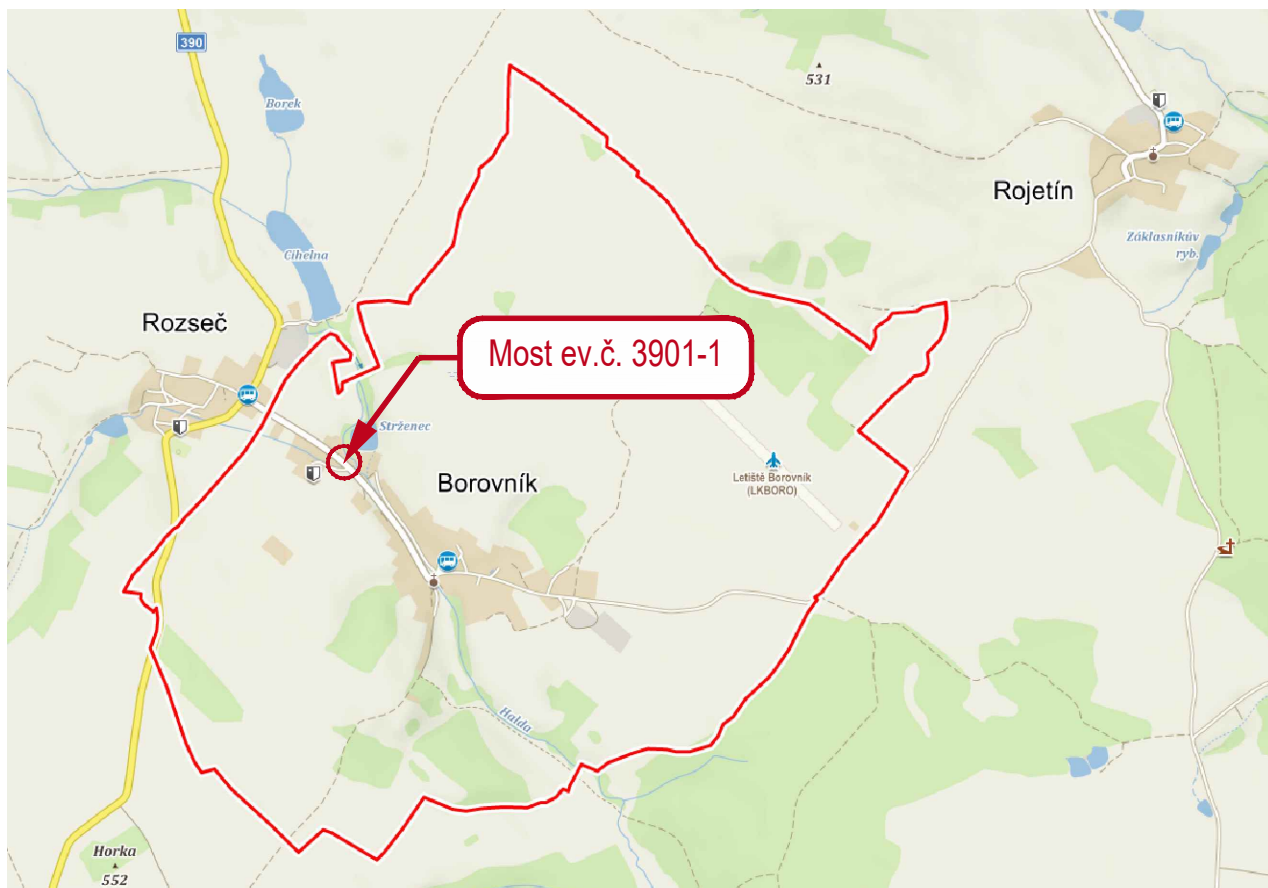 390
Borek
531
Rojetín
Základsníkův
ryb.
Cihelna
Rozseč
Most ev.č. 3901-1
Strženec
Borovník
Letiště Borovník
(LKBORO)
Halda
Horka
552